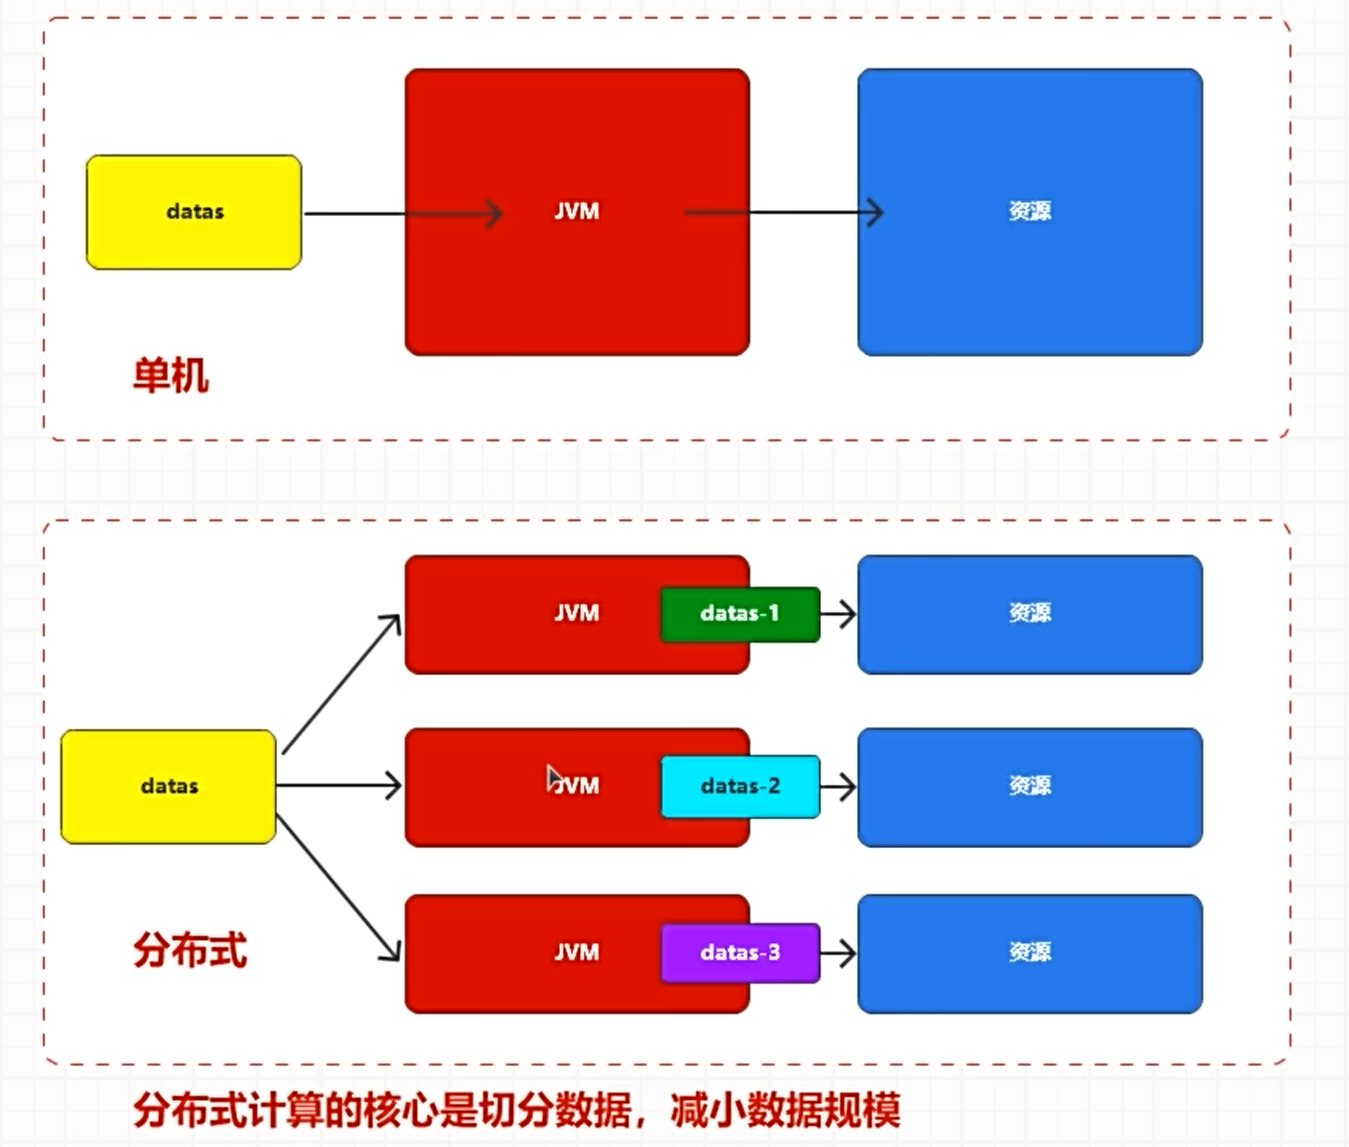 datas
JVM
资源
单机
JVM
datas-1
资源
datas
JVM
datas-2
资源
分布式
JVM
datas-3
资源
分布式计算的核心是切分数据，减小数据规模